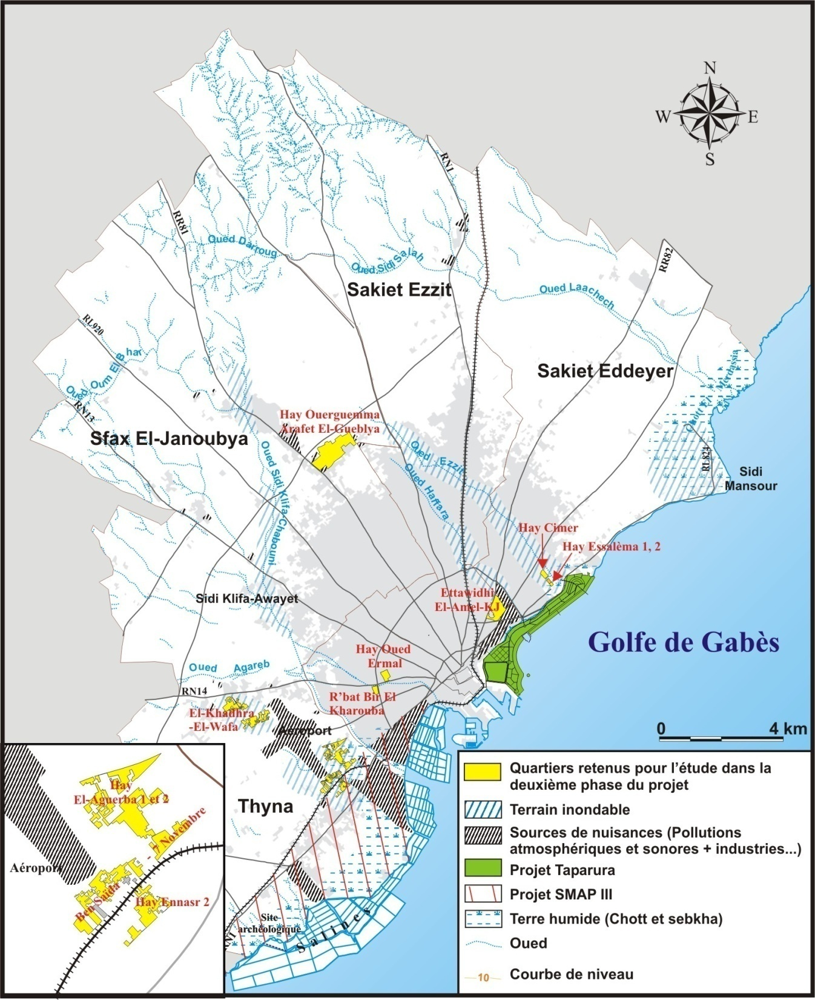 N
W E
S
RN1
RR81
RR82
Oued Darroug
Oued Sidi Salah
Sakiet Ezzit
Oued Laachech
RL920
Oued Oum El Bhar
RN13
Sakiet Eddeyer
Chott El Merdassia
Hay Ouerguemma
Arafet El-Gueblya
Sfax El-Janoubya
Oued Sidi Klifa-Chabouni
Oued Ezzit
Oued Haffara
RL824
Sidi
Mansour
Hay Cimer
Hay Essalèma 1, 2
Sidi Klifa-Awayet
Ettawidhi
El-Amel-KJ
Golfe de Gabès
Hay Oued
Ermal
Oued Agareb
RN14
R'bat Bir El
Kharouba
El-Khadhra
-El-Wafa
Aéroport
0 4 km
Thyna
Site
archéologique
RN1
Salines
Hay
El-Aguerba 1 et 2
- 7 Novembre
Aéroport
Ben Saïda
Hay Ennasr 2
Quartiers retenus pour l'étude dans la
deuxième phase du projet
Terrain inondable
Sources de nuisances (Pollutions
atmosphériques et sonores + industries...)
Projet Taparura
Projet SMAP III
Terre humide (Chott et sebkha)
Oued
10 Courbe de niveau